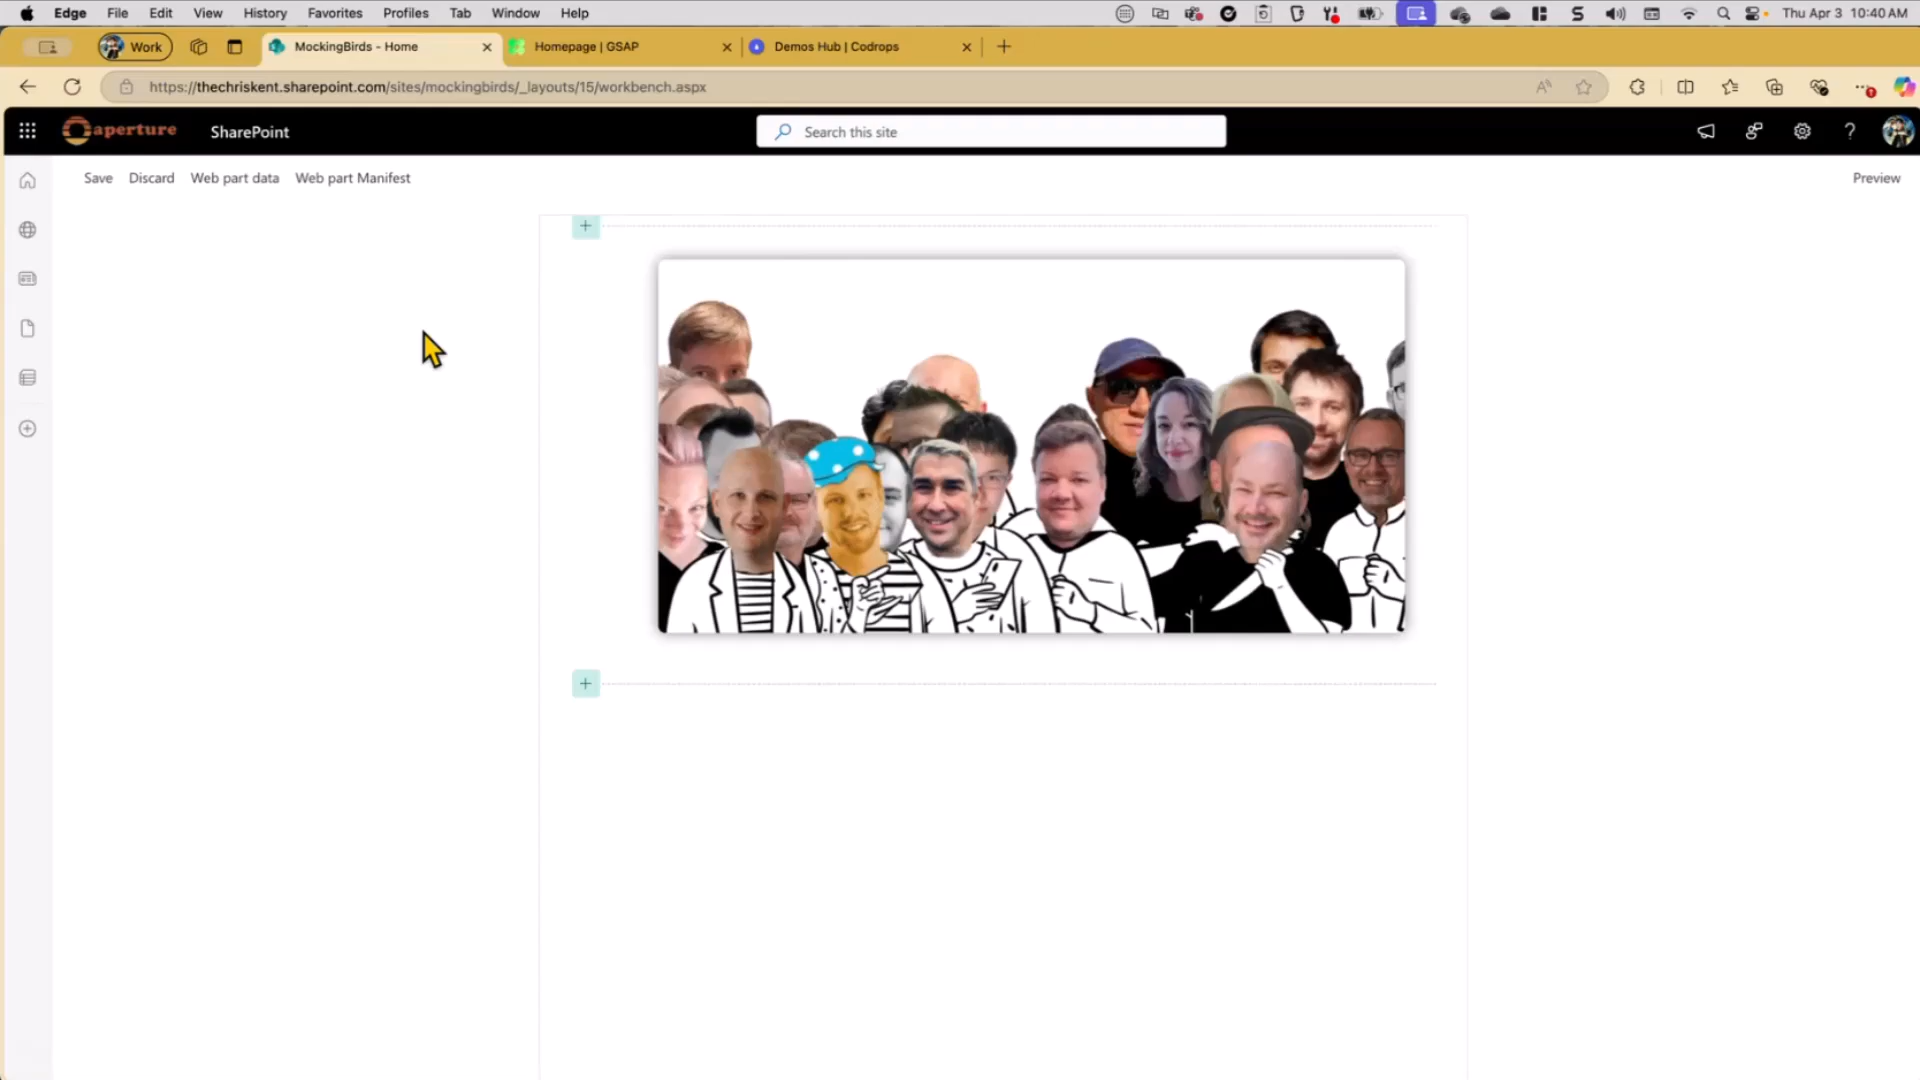 Edge File Edit View History Favorites Profiles Tab Window Help Thu Apr 3 10:40 AM
Work MockingBirds - Home Homepage | GSAP Demos Hub | Codrops
https://thechriskent.sharepoint.com/sites/mockingbirds/_layouts/15/workbench.aspx
aperture SharePoint Search this site
Save Discard Web part data Web part Manifest Preview